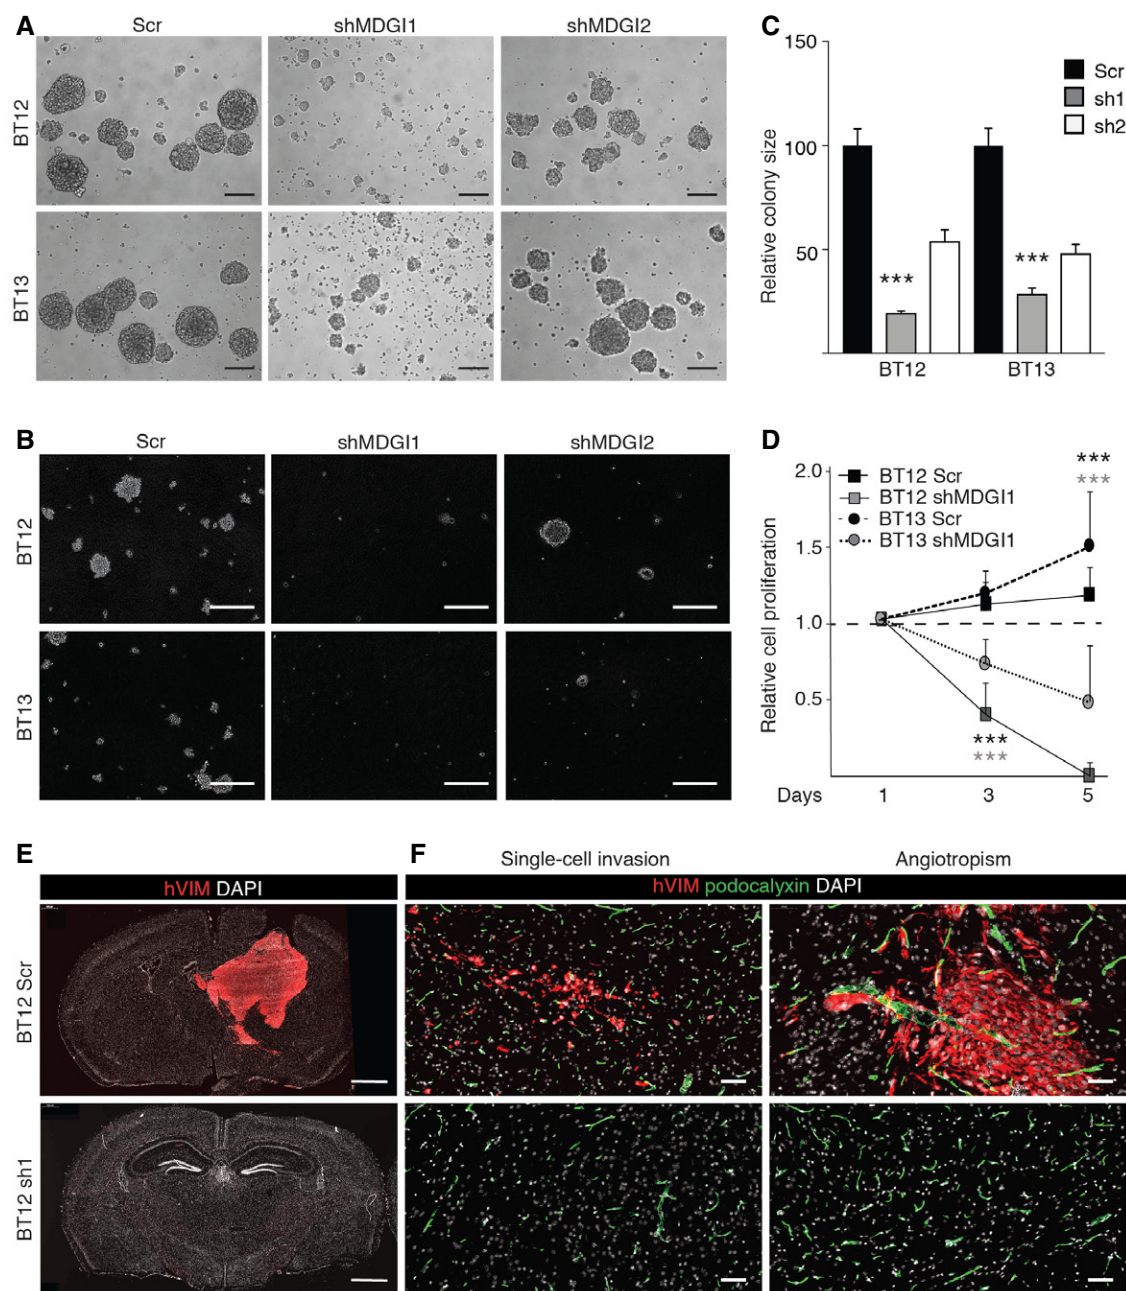 A
Scr
shMDGI1
shMDGI2
BT12
BT13
B
Scr
shMDGI1
shMDGI2
BT12
BT13
C
150
100
50
Relative colony size
Scr
sh1
sh2
***
***
BT12
BT13
D
2.0
1.5
1.0
0.5
Relative cell proliferation
BT12 Scr
BT12 shMDGI1
BT13 Scr
BT13 shMDGI1
***
***
***
***
Days
1
3
5
E
hVIM DAPI
BT12 Scr
BT12 sh1
F
Single-cell invasion
Angiotropism
hVIM podocalyxin DAPI